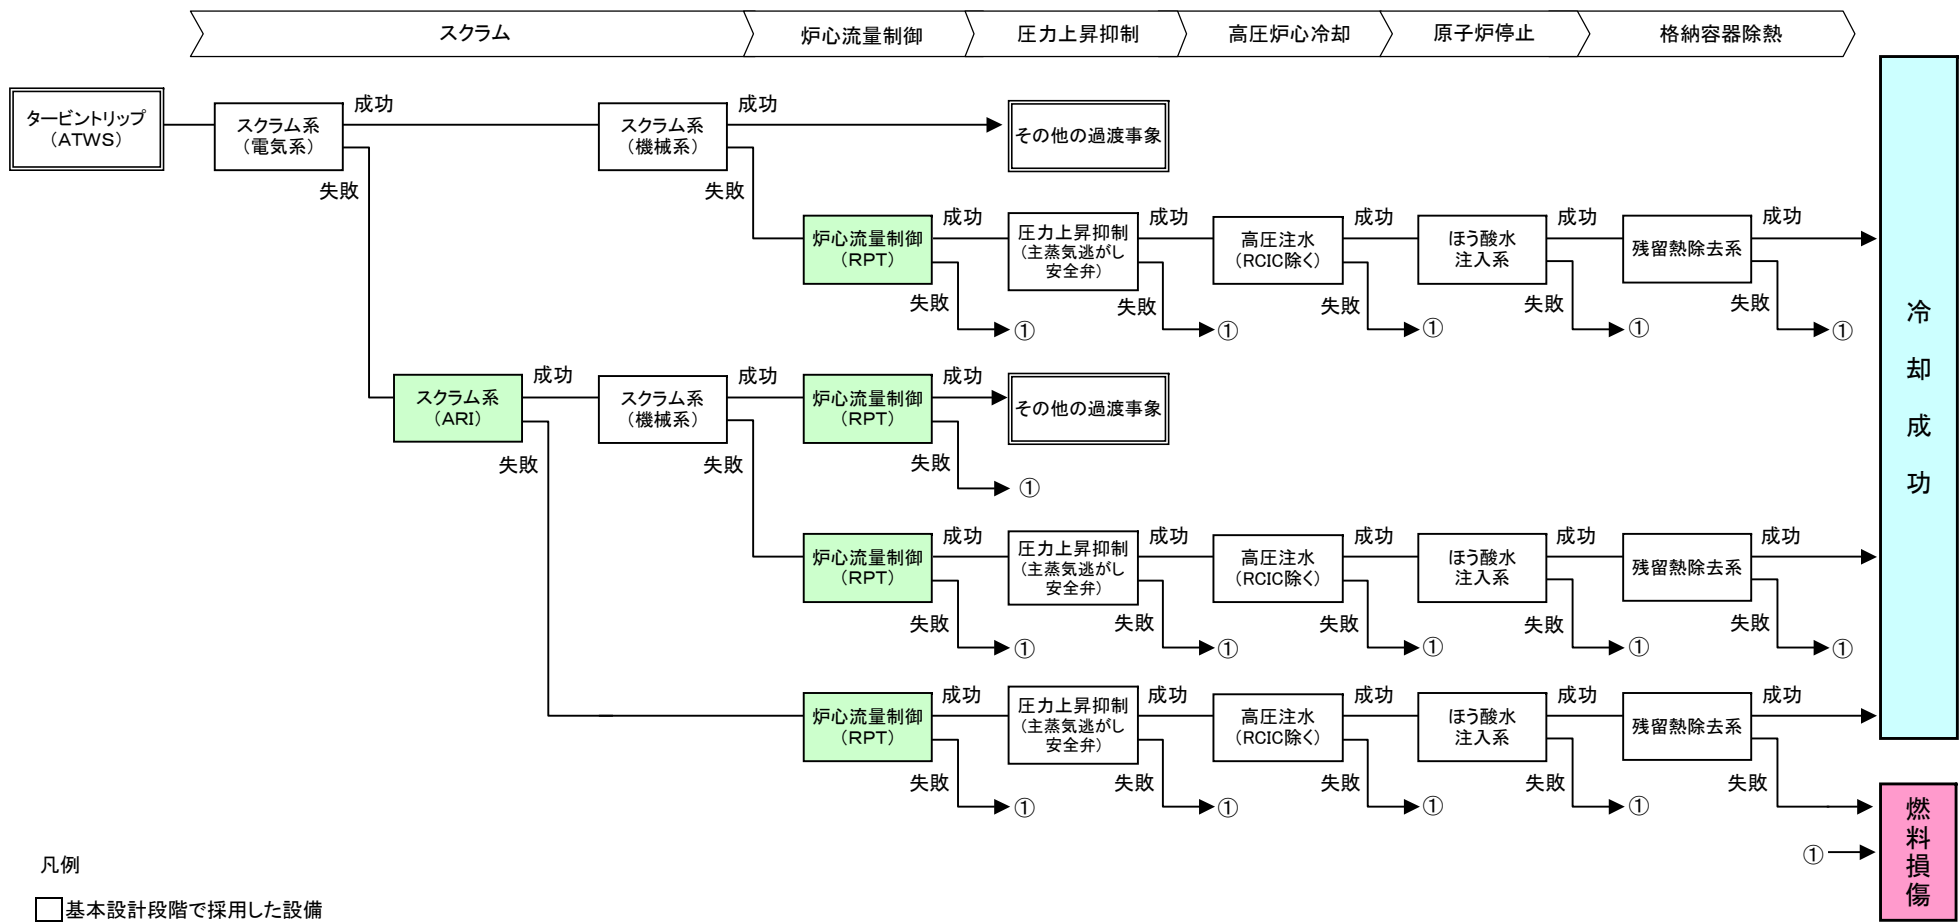 スクラム
炉心流量制御
圧力上昇抑制
高圧炉心冷却
原子炉停止
格納容器除熱
タービントリップ
（ATWS）
スクラム系
（電気系）
成功
失敗
スクラム系
（機械系）
成功
失敗
その他の過渡事象
炉心流量制御
（RPT）
成功
失敗
①
圧力上昇抑制
（主蒸気逃がし
安全弁）
成功
失敗
①
高圧注水
（RCIC除く）
成功
失敗
①
ほう酸水
注入系
成功
失敗
①
残留熱除去系
成功
失敗
①
スクラム系
（ARI）
成功
失敗
スクラム系
（機械系）
成功
失敗
炉心流量制御
（RPT）
成功
失敗
①
その他の過渡事象
炉心流量制御
（RPT）
成功
失敗
①
圧力上昇抑制
（主蒸気逃がし
安全弁）
成功
失敗
①
高圧注水
（RCIC除く）
成功
失敗
①
ほう酸水
注入系
成功
失敗
①
残留熱除去系
成功
失敗
①
炉心流量制御
（RPT）
成功
失敗
①
圧力上昇抑制
（主蒸気逃がし
安全弁）
成功
失敗
①
高圧注水
（RCIC除く）
成功
失敗
①
ほう酸水
注入系
成功
失敗
①
残留熱除去系
成功
失敗
冷却成功
①
燃料損傷
凡例
基本設計段階で採用した設備